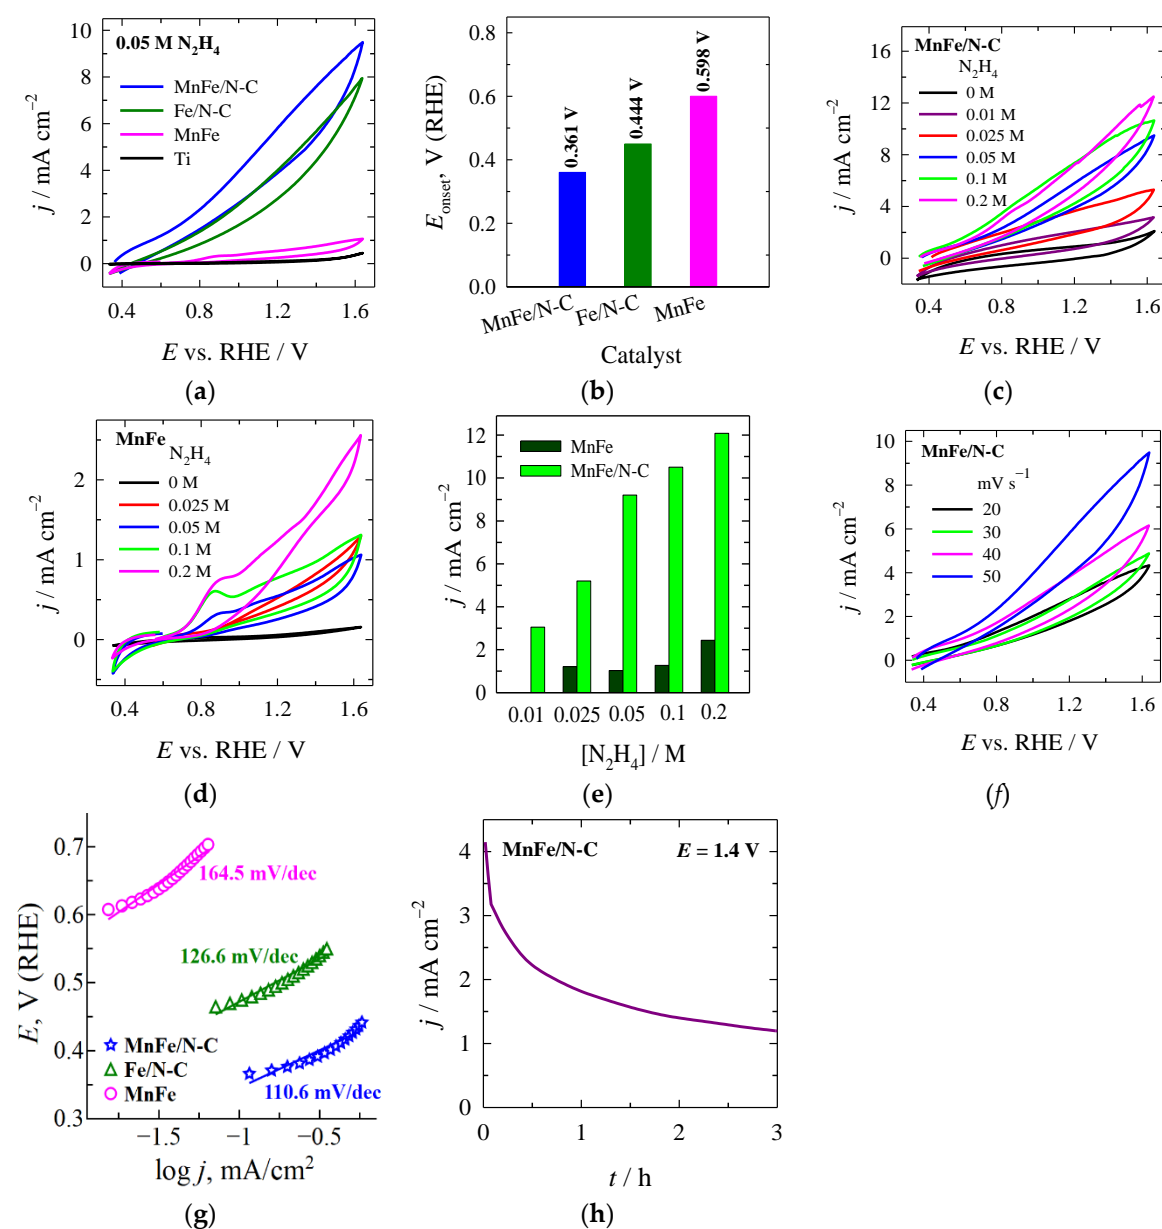 0.05 M N₂H₄
MnFe/N-C
Fe/N-C
MnFe
Ti
10
8
6
4
2
0
j / mA cm⁻²
0.4 0.8 1.2 1.6
E vs. RHE / V
(a)
0.8
0.6
0.4
0.2
0.0
E_onset, V (RHE)
0.361 V
0.444 V
0.598 V
MnFe/N-C Fe/N-C MnFe
Catalyst
(b)
MnFe/N-C
N₂H₄
0 M
0.01 M
0.025 M
0.05 M
0.1 M
0.2 M
16
12
8
4
0
j / mA cm⁻²
0.4 0.8 1.2 1.6
E vs. RHE / V
(c)
MnFe
N₂H₄
0 M
0.025 M
0.05 M
0.1 M
0.2 M
2
1
0
j / mA cm⁻²
0.4 0.8 1.2 1.6
E vs. RHE / V
(d)
MnFe
MnFe/N-C
12
10
8
6
4
2
0
j / mA cm⁻²
0.01 0.025 0.05 0.1 0.2
[N₂H₄] / M
(e)
MnFe/N-C
mV s⁻¹
20
30
40
50
10
8
6
4
2
0
j / mA cm⁻²
0.4 0.8 1.2 1.6
E vs. RHE / V
(f)
0.7
0.6
0.5
0.4
0.3
E, V (RHE)
164.5 mV/dec
126.6 mV/dec
110.6 mV/dec
MnFe/N-C
Fe/N-C
MnFe
−1.5 −1 −0.5
log j, mA/cm²
(g)
MnFe/N-C E = 1.4 V
4
3
2
1
0
j / mA cm⁻²
0 1 2 3
t / h
(h)